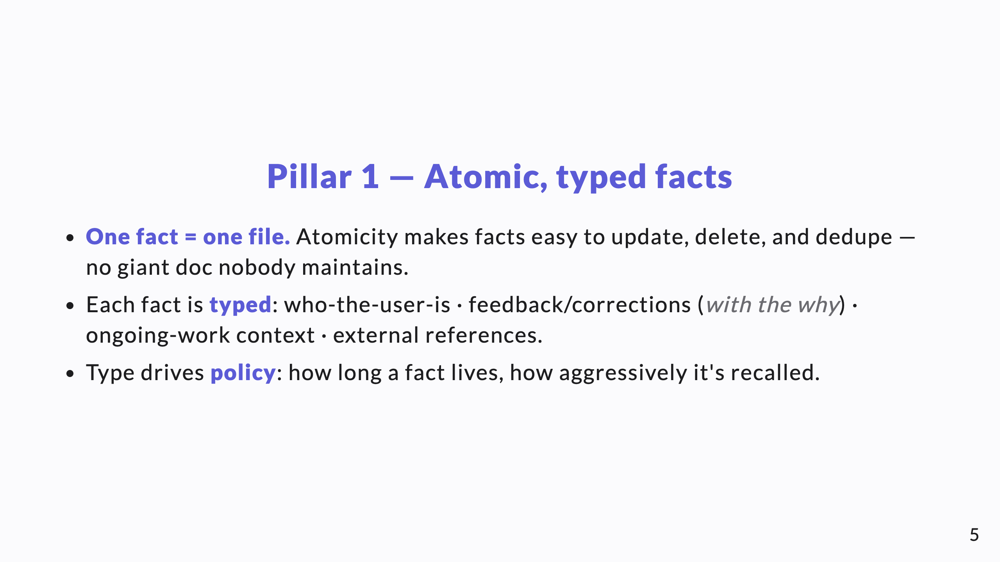 Pillar 1 — Atomic, typed facts
• One fact = one file. Atomicity makes facts easy to update, delete, and dedupe —
no giant doc nobody maintains.
• Each fact is typed: who-the-user-is · feedback/corrections (with the why) ·
ongoing-work context · external references.
• Type drives policy: how long a fact lives, how aggressively it's recalled.
5